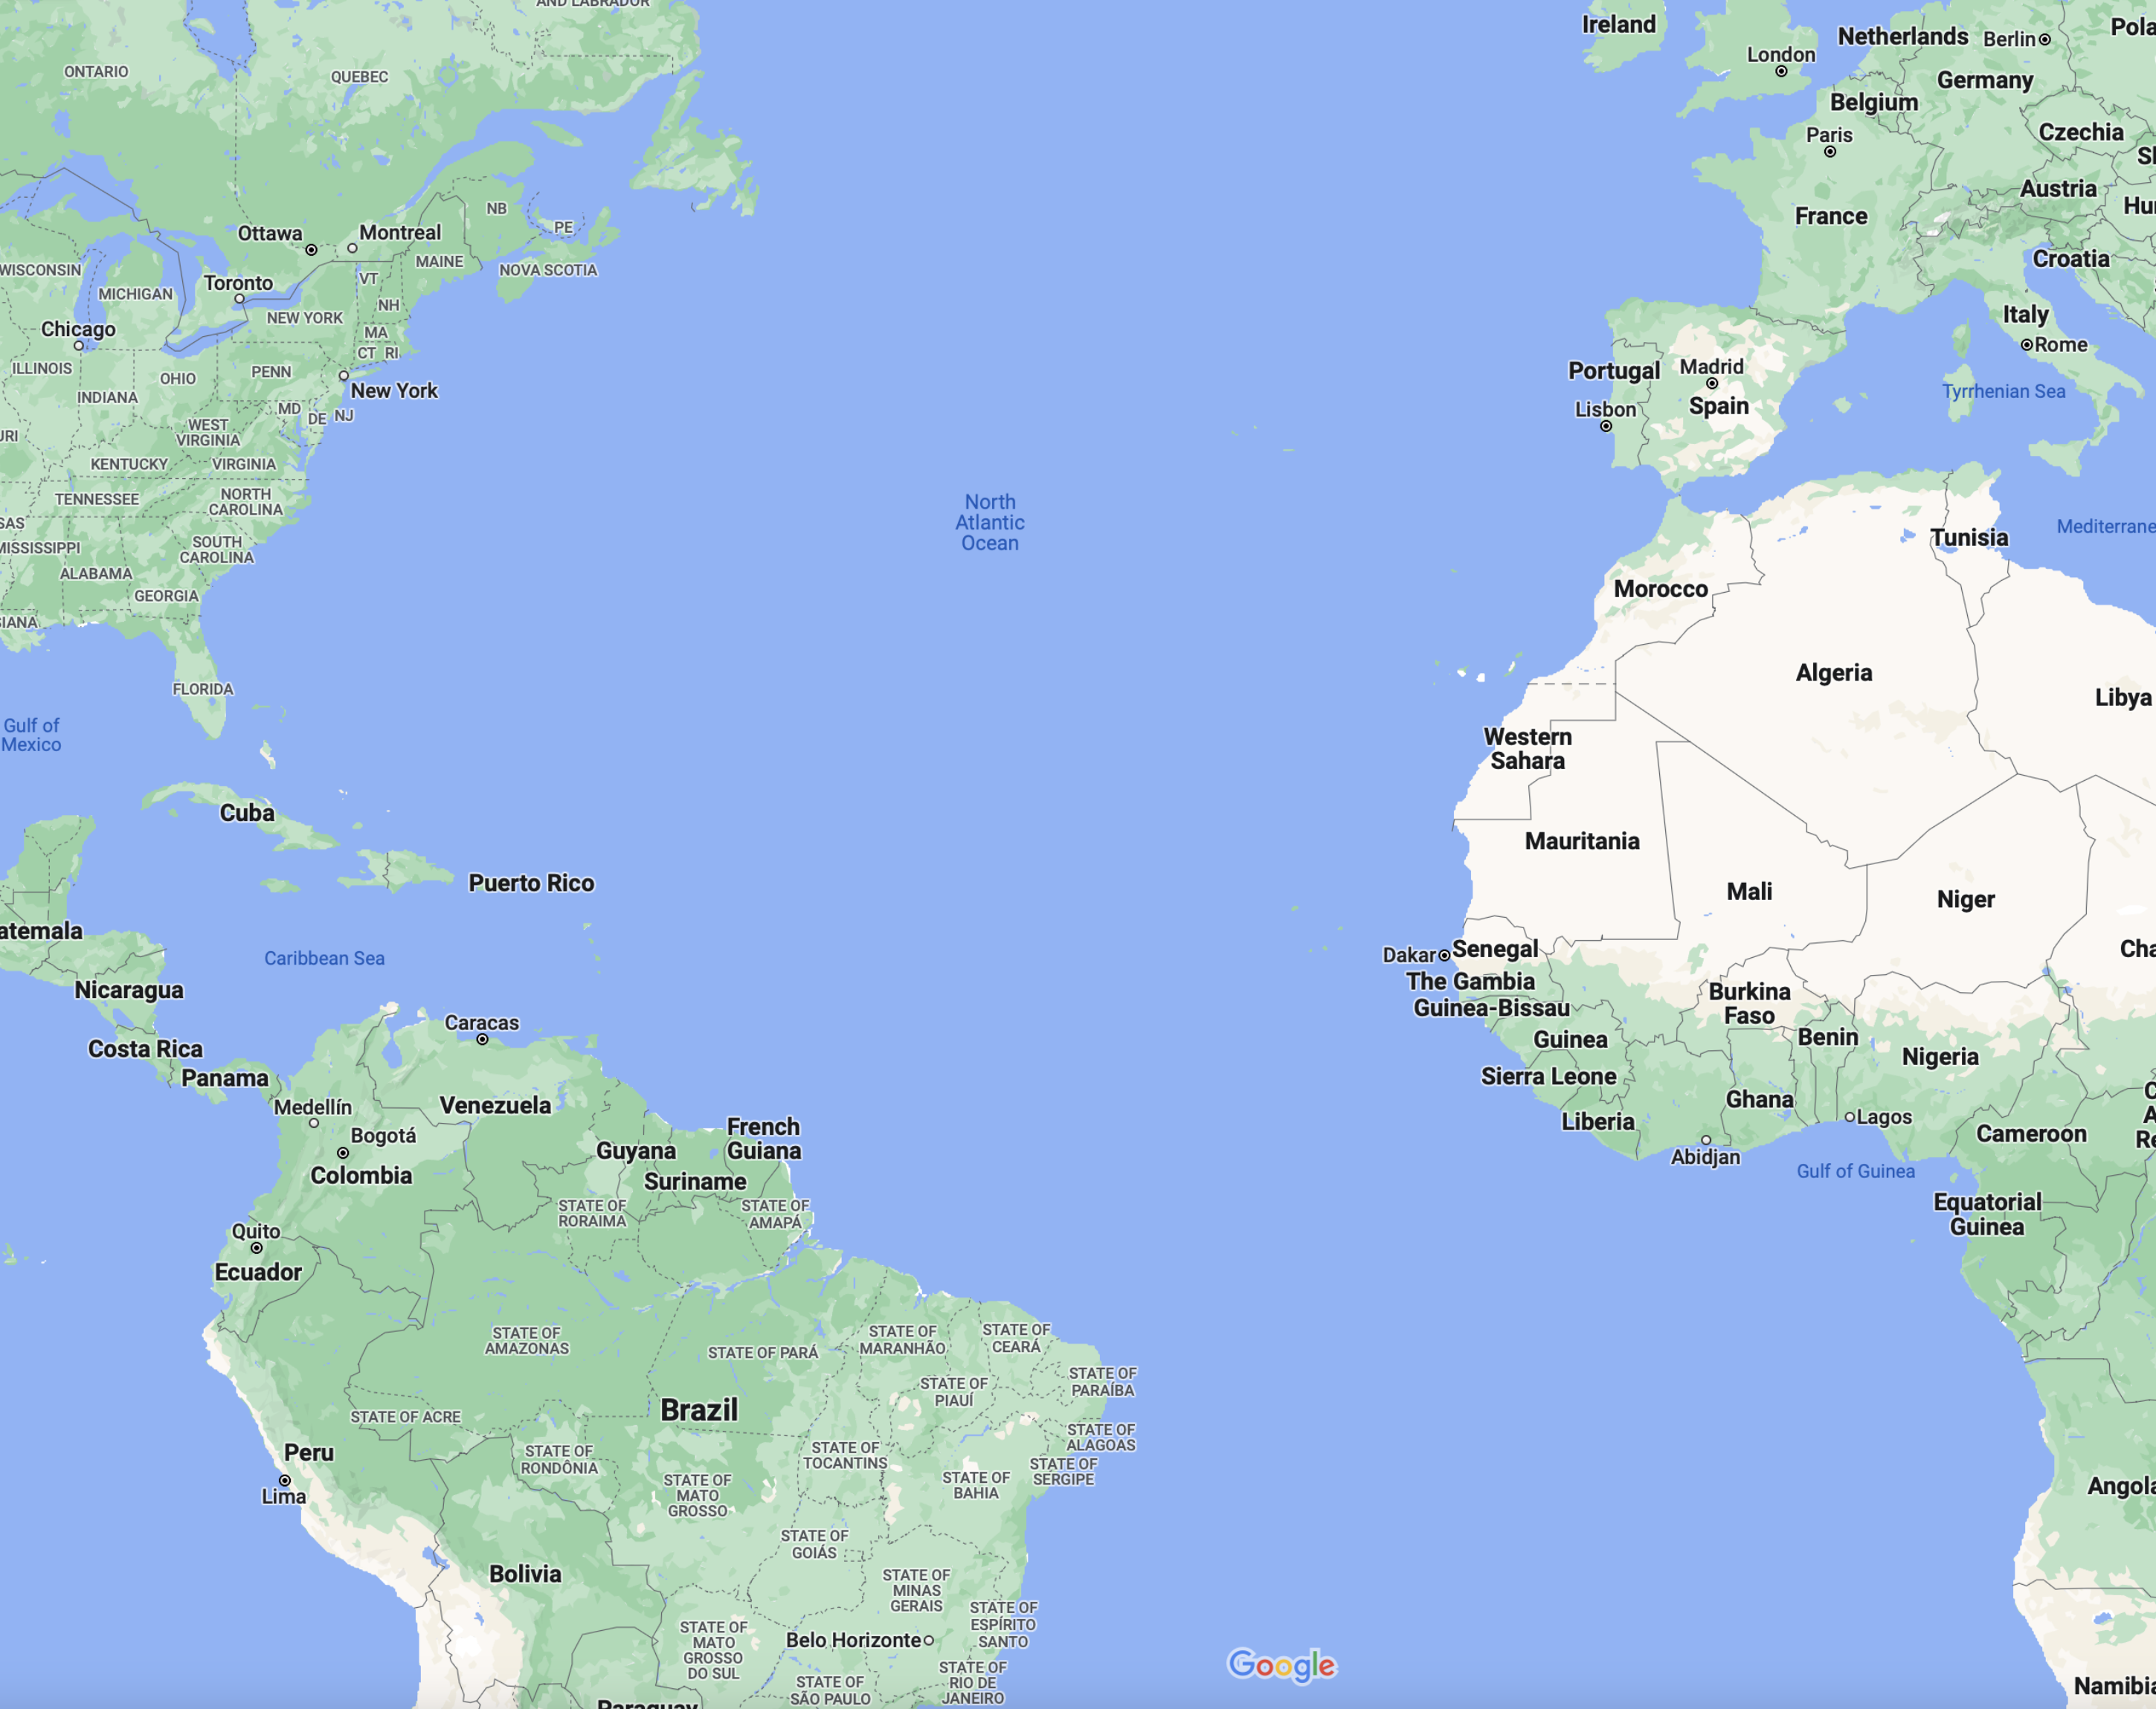 AND LABRADOR
ONTARIO
QUEBEC
Ottawa
Montreal
NB
PE
MAINE
NOVA SCOTIA
WISCONSIN
MICHIGAN
Toronto
VT
NH
NEW YORK
Chicago
MA
CT RI
ILLINOIS
INDIANA
OHIO
PENN
New York
MD
DE
NJ
URI
WEST
VIRGINIA
KENTUCKY
VIRGINIA
TENNESSEE
NORTH
CAROLINA
SAS
MISSISSIPPI
SOUTH
CAROLINA
ALABAMA
GEORGIA
SIANA
FLORIDA
Gulf of
Mexico
Cuba
Puerto Rico
atemala
Caribbean Sea
Nicaragua
Costa Rica
Panama
North
Atlantic
Ocean
Ireland
London
Netherlands
Berlin
Pola
Germany
Belgium
Paris
Czechia
Sl
Austria
Hu
France
Croatia
Italy
Rome
Portugal
Madrid
Spain
Lisbon
Tyrrhenian Sea
Mediterrane
Tunisia
Morocco
Algeria
Libya
Western
Sahara
Mauritania
Mali
Niger
Cha
Dakar
Senegal
The Gambia
Guinea-Bissau
Burkina
Faso
Guinea
Benin
Nigeria
Sierra Leone
Ghana
Liberia
Lagos
Abidjan
Cameroon
C
A
Re
Gulf of Guinea
Equatorial
Guinea
Angola
Namibia
Caracas
Medellín
Venezuela
Bogotá
Colombia
Guyana
French
Guiana
Suriname
STATE OF
RORAIMA
STATE OF
AMAPÁ
Quito
Ecuador
STATE OF
AMAZONAS
STATE OF PARÁ
STATE OF
MARANHÃO
STATE OF
CEARÁ
STATE OF
PIAUÍ
STATE OF
PARAÍBA
Brazil
STATE OF ACRE
STATE OF
ALAGOAS
Peru
STATE OF
RONDÔNIA
STATE OF
TOCANTINS
STATE OF
SERGIPE
Lima
STATE OF
MATO
GROSSO
STATE OF
BAHIA
STATE OF
GOIÁS
Bolivia
STATE OF
MINAS
GERAIS
STATE OF
ESPÍRITO
SANTO
STATE OF
MATO
GROSSO
DO SUL
Belo Horizonte
STATE OF
RIO DE
JANEIRO
STATE OF
SÃO PAULO
Paraguay
Google